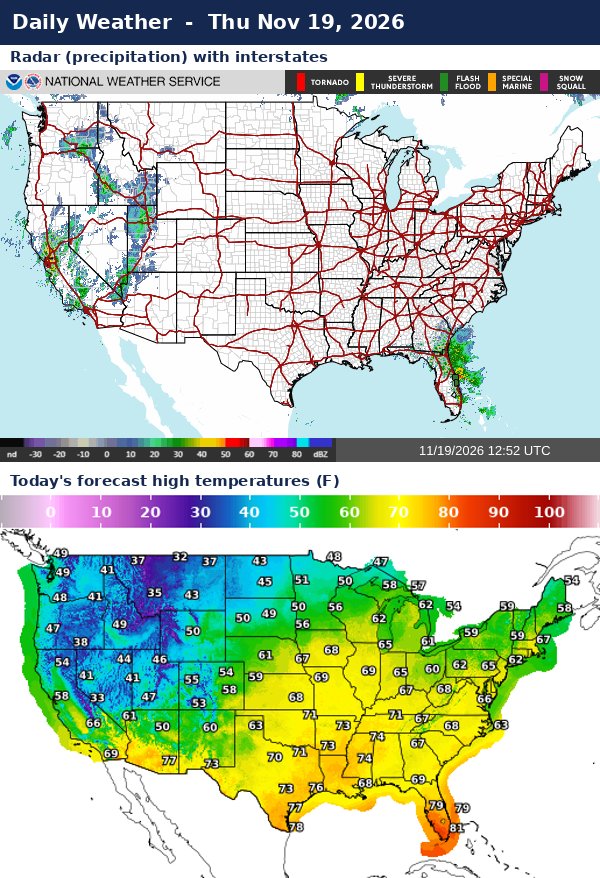 Daily Weather  -  Thu Nov 19, 2026
Radar (precipitation) with interstates
NATIONAL WEATHER SERVICE
TORNADO
SEVERE THUNDERSTORM
FLASH FLOOD
SPECIAL MARINE
SNOW SQUALL
nd -30 -20 -10 0 10 20 30 40 50 60 70 80 dBZ
11/19/2026 12:52 UTC
Today's forecast high temperatures (F)
0 10 20 30 40 50 60 70 80 90 100
49 37 32 37 43 48 47
49 41 45 51 50 58 57 54
48 41 35 43 50 49 50 56 62 54 59 58
47 49 50 56 62 59 59 67
38 65 61
54 44 46 61 67 68 62 65 62
41 41 55 54 59 69 69 65 60
58 33 47 53 58 68 67 68 66
66 61 50 60 63 71 73 71 67 68 63
69 77 73 70 71 73 74 67
74
73 76 68 69
77 79 79
78 81